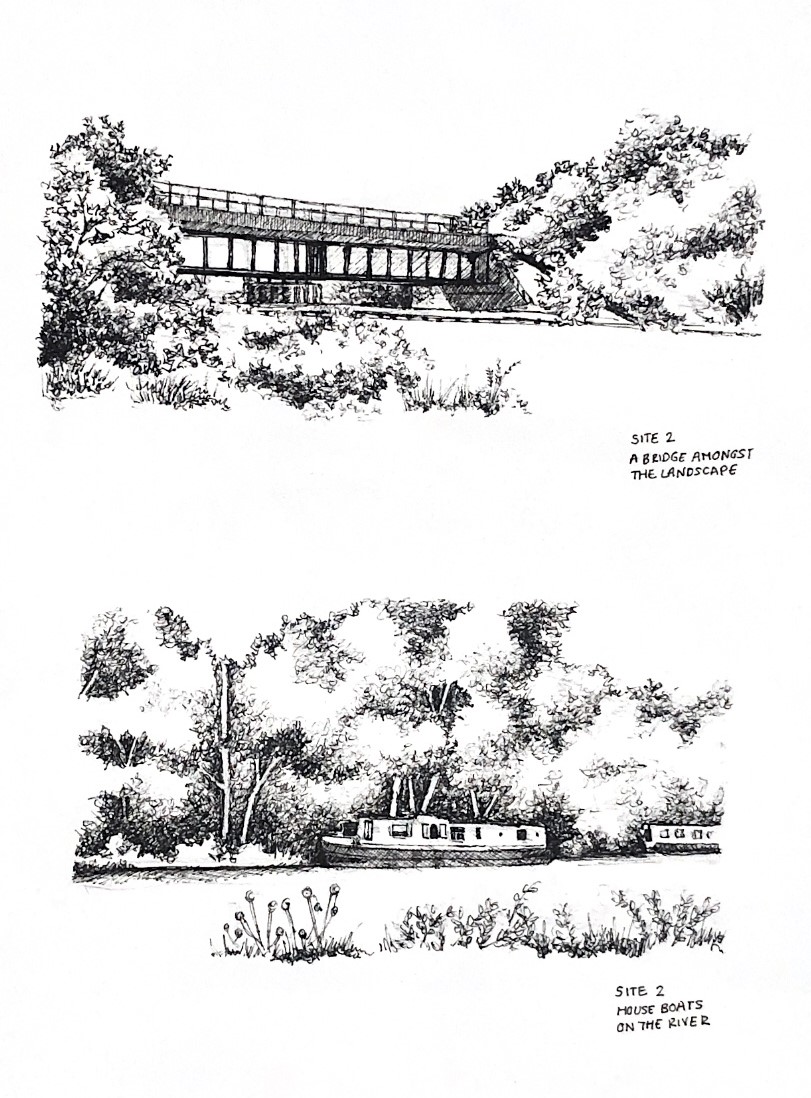 SITE 2
A BRIDGE AMONGST
THE LANDSCAPE
SITE 2
HOUSE BOATS
ON THE RIVER